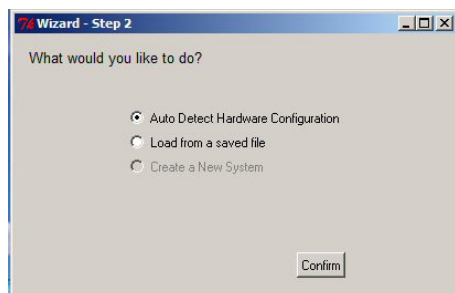 Wizard - Step 2
What would you like to do?
Auto Detect Hardware Configuration
Load from a saved file
Create a New System
Confirm